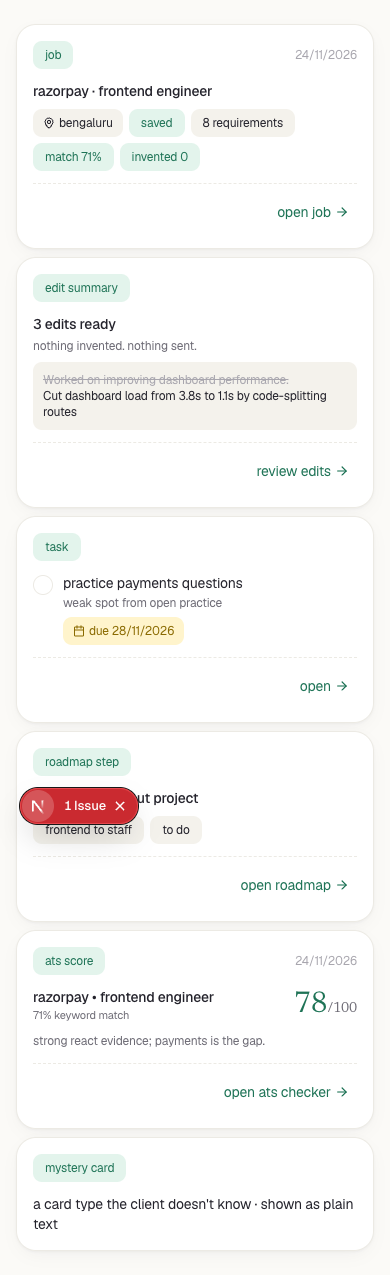 job
24/11/2026
razorpay · frontend engineer
bengaluru
saved
8 requirements
match 71%
invented 0
open job →
edit summary
3 edits ready
nothing invented. nothing sent.
Worked on improving dashboard performance.
Cut dashboard load from 3.8s to 1.1s by code-splitting
routes
task
practice payments questions
weak spot from open practice
due 28/11/2026
open →
roadmap step
project
N
1 Issue ×
frontend to staff
to do
open roadmap →
ats score
24/11/2026
razorpay • frontend engineer
78/100
71% keyword match
strong react evidence; payments is the gap.
open ats checker →
mystery card
a card type the client doesn't know · shown as plain
text